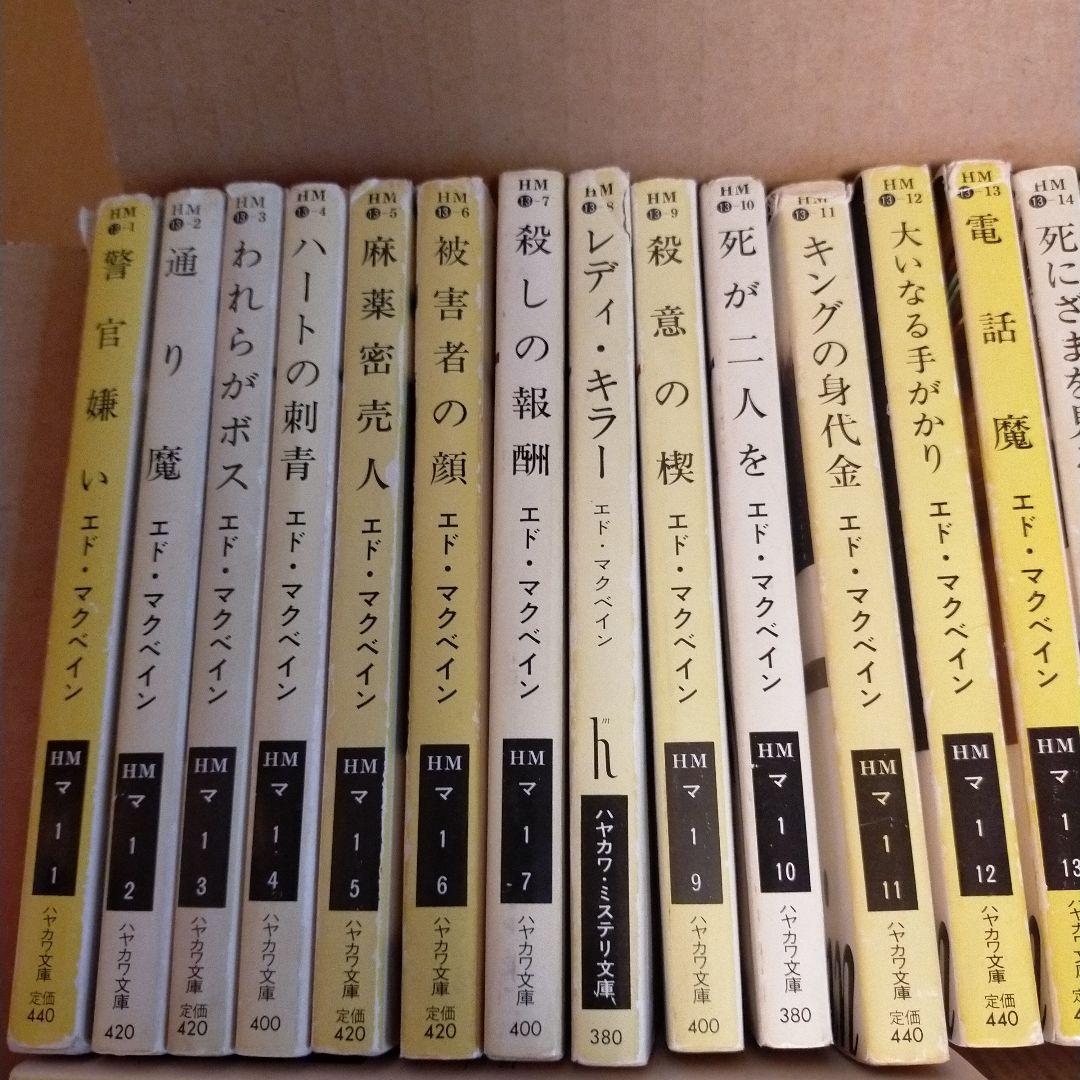 HM
13-1
警官嫌い
エド・マクベイン
HM
マ
1
1
ハヤカワ文庫
定価
440
HM
13-2
通り魔
エド・マクベイン
HM
マ
1
2
ハヤカワ文庫
420
HM
13-3
われらがボス
エド・マクベイン
HM
マ
1
3
ハヤカワ文庫
定価
420
HM
13-4
ハートの刺青
エド・マクベイン
HM
マ
1
4
ハヤカワ文庫
400
HM
13-5
麻薬密売人
エド・マクベイン
HM
マ
1
5
ハヤカワ文庫
定価
420
HM
13-6
被害者の顔
エド・マクベイン
HM
マ
1
6
ハヤカワ文庫
定価
420
HM
13-7
殺しの報酬
エド・マクベイン
HM
マ
1
7
ハヤカワ文庫
400
HM
13-8
レディ・キラー
エド・マクベイン
hm
ハヤカワ・ミステリ文庫
380
HM
13-9
殺意の楔
エド・マクベイン
HM
マ
1
9
ハヤカワ文庫
400
HM
13-10
死が二人を
エド・マクベイン
HM
マ
1
10
ハヤカワ文庫
380
13-11
キングの身代金
エド・マクベイン
HM
マ
1
11
ハヤカワ文庫
定価
440
HM
13-12
大いなる手がかり
エド・マクベイン
HM
マ
1
12
ハヤカワ文庫
定価
440
HM
13-13
電話魔
エド・マクベイン
HM
マ
1
13
HM
13-14
死にざまを見